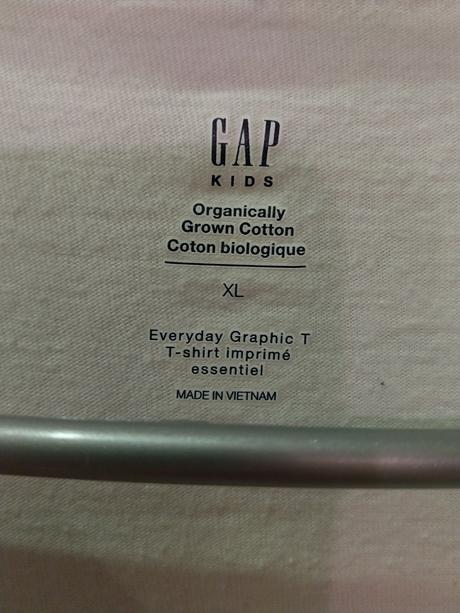 GAP
KIDS
Organically
Grown Cotton
Coton biologique
XL
Everyday Graphic T
T-shirt imprimé
essentiel
MADE IN VIETNAM